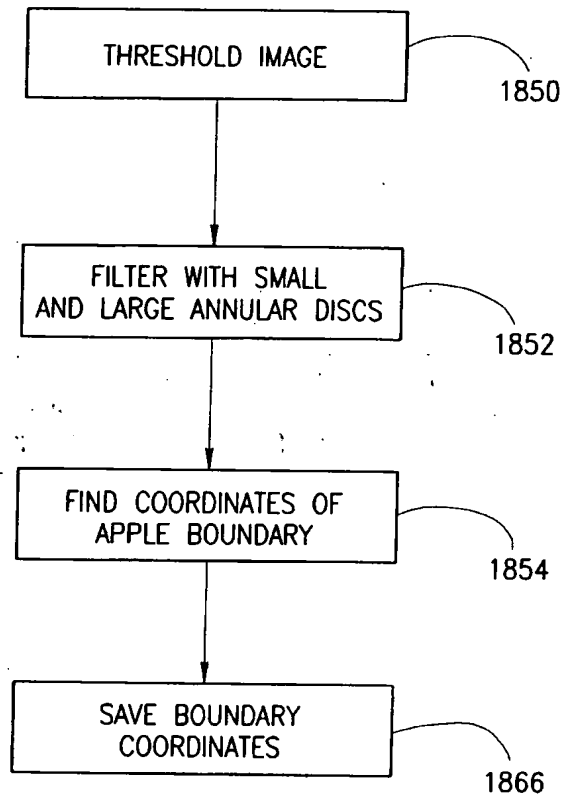 THRESHOLD IMAGE
1850
FILTER WITH SMALL
AND LARGE ANNULAR DISCS
1852
FIND COORDINATES OF
APPLE BOUNDARY
1854
SAVE BOUNDARY
COORDINATES
1866